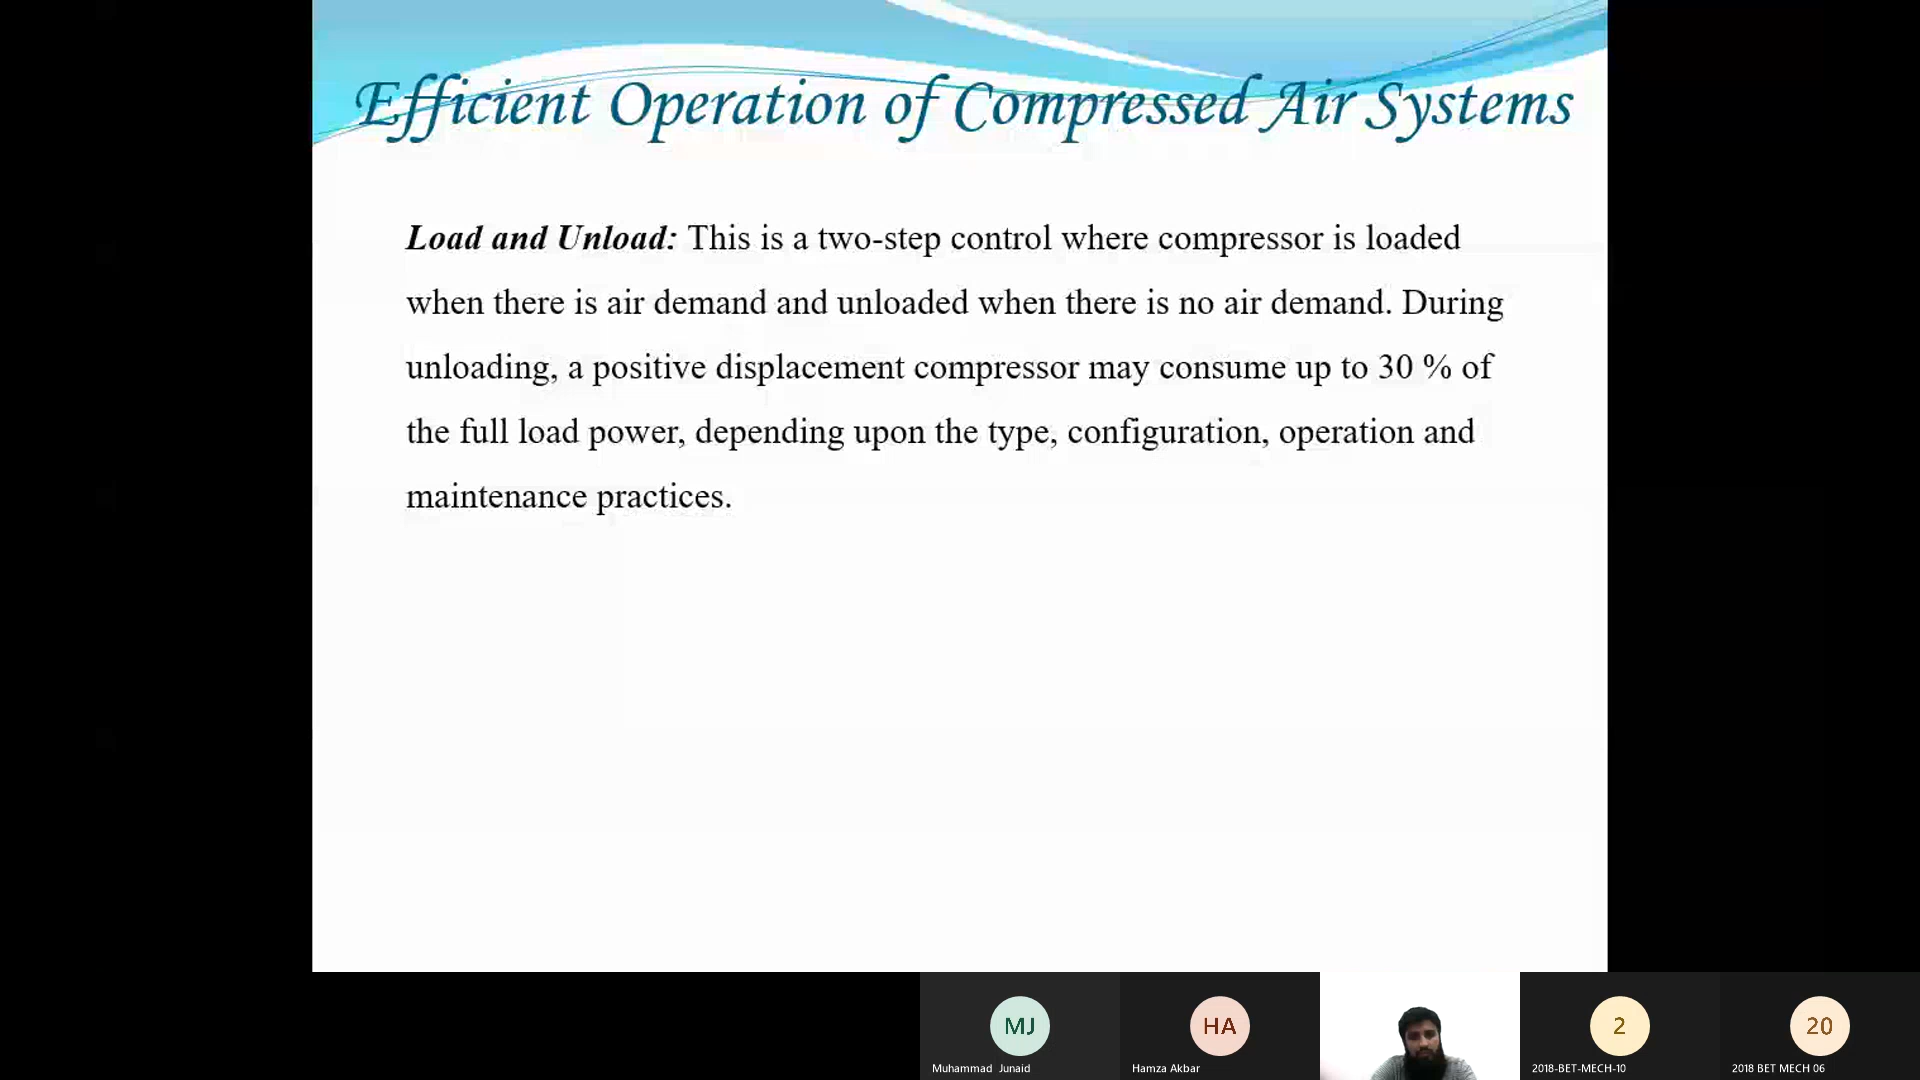 Efficient Operation of Compressed Air Systems
Load and Unload: This is a two-step control where compressor is loaded
when there is air demand and unloaded when there is no air demand. During
unloading, a positive displacement compressor may consume up to 30 % of
the full load power, depending upon the type, configuration, operation and
maintenance practices.
MJ
Muhammad Junaid
HA
Hamza Akbar
2
2018-BET-MECH-10
20
2018 BET MECH 06